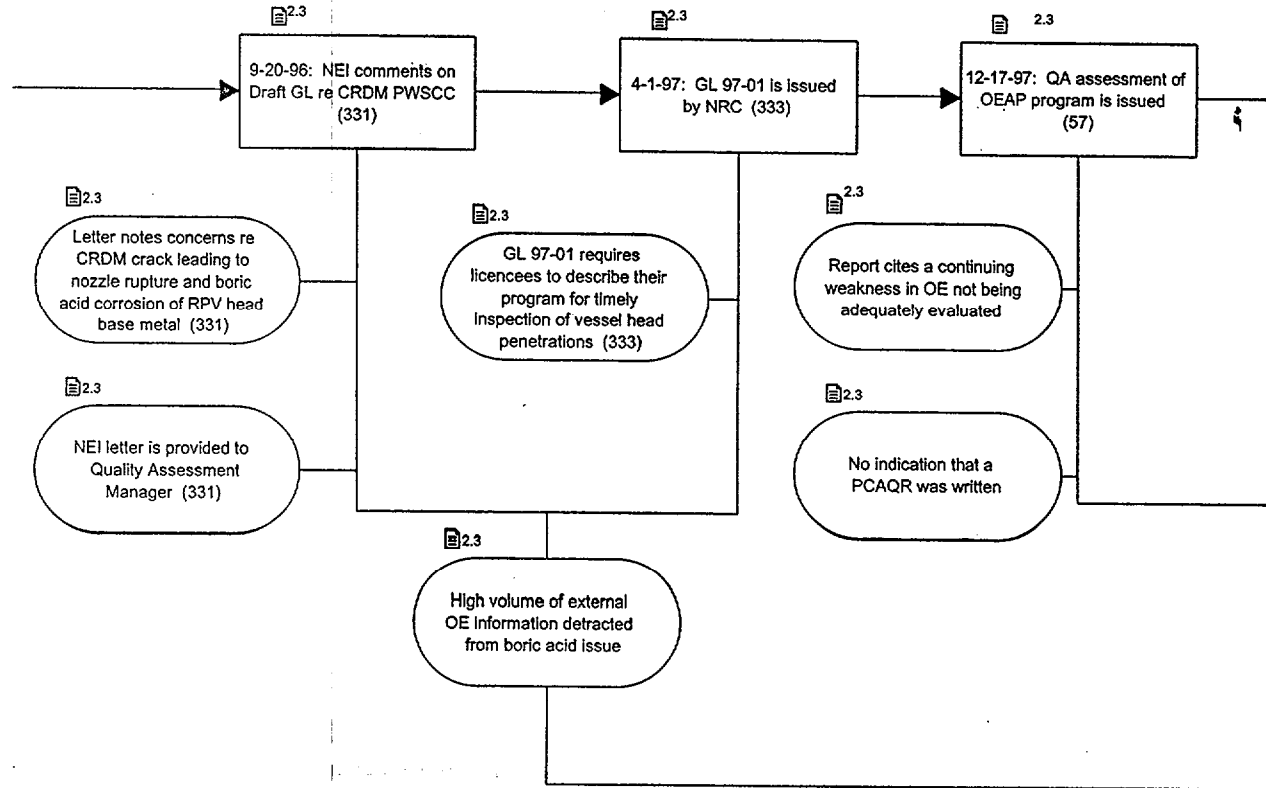 2.3
9-20-96: NEI comments on
Draft GL re CRDM PWSCC
(331)
2.3
4-1-97: GL 97-01 is issued
by NRC (333)
2.3
12-17-97: QA assessment of
OEAP program is issued
(57)
2.3
Letter notes concerns re
CRDM crack leading to
nozzle rupture and boric
acid corrosion of RPV head
base metal (331)
2.3
GL 97-01 requires
licencees to describe their
program for timely
inspection of vessel head
penetrations (333)
2.3
Report cites a continuing
weakness in OE not being
adequately evaluated
2.3
NEI letter is provided to
Quality Assessment
Manager (331)
2.3
No indication that a
PCAQR was written
2.3
High volume of external
OE information detracted
from boric acid issue